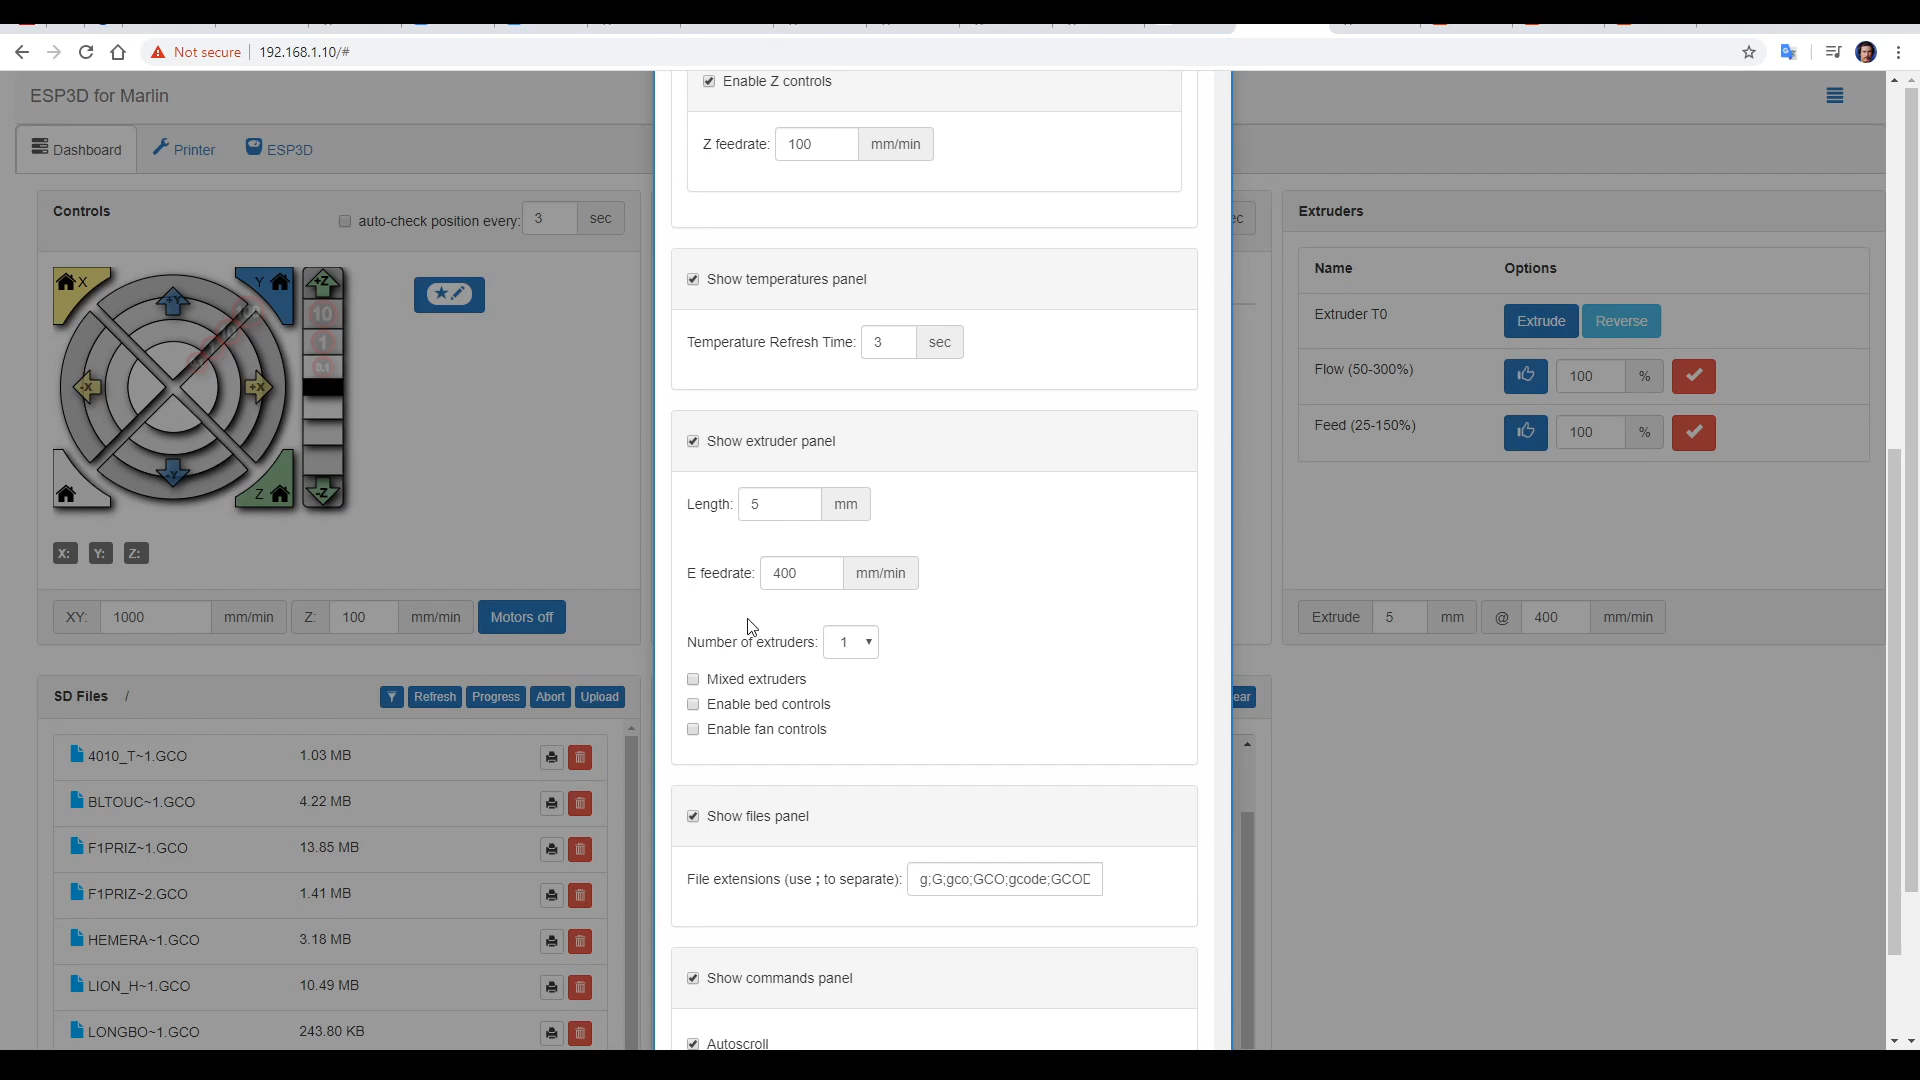 Not secure 192.168.1.10/#
ESP3D for Marlin
Dashboard Printer ESP3D
Controls
auto-check position every: 3 sec
X
Y
+Y
-X
+X
-Y
Z
+Z
10
1
0.1
-Z
X: Y: Z:
XY: 1000 mm/min Z: 100 mm/min Motors off
SD Files / Refresh Progress Abort Upload
4010_T~1.GCO 1.03 MB
BLTOUC~1.GCO 4.22 MB
F1PRIZ~1.GCO 13.85 MB
F1PRIZ~2.GCO 1.41 MB
HEMERA~1.GCO 3.18 MB
LION_H~1.GCO 10.49 MB
LONGBO~1.GCO 243.80 KB
Enable Z controls
Z feedrate: 100 mm/min
Show temperatures panel
Temperature Refresh Time: 3 sec
Show extruder panel
Length: 5 mm
E feedrate: 400 mm/min
Number of extruders: 1
Mixed extruders
Enable bed controls
Enable fan controls
Show files panel
File extensions (use ; to separate): g;G;gco;GCO;gcode;GCOD
Show commands panel
Autoscroll
ec
ear
Extruders
Name Options
Extruder T0 Extrude Reverse
Flow (50-300%) 100 %
Feed (25-150%) 100 %
Extrude 5 mm @ 400 mm/min